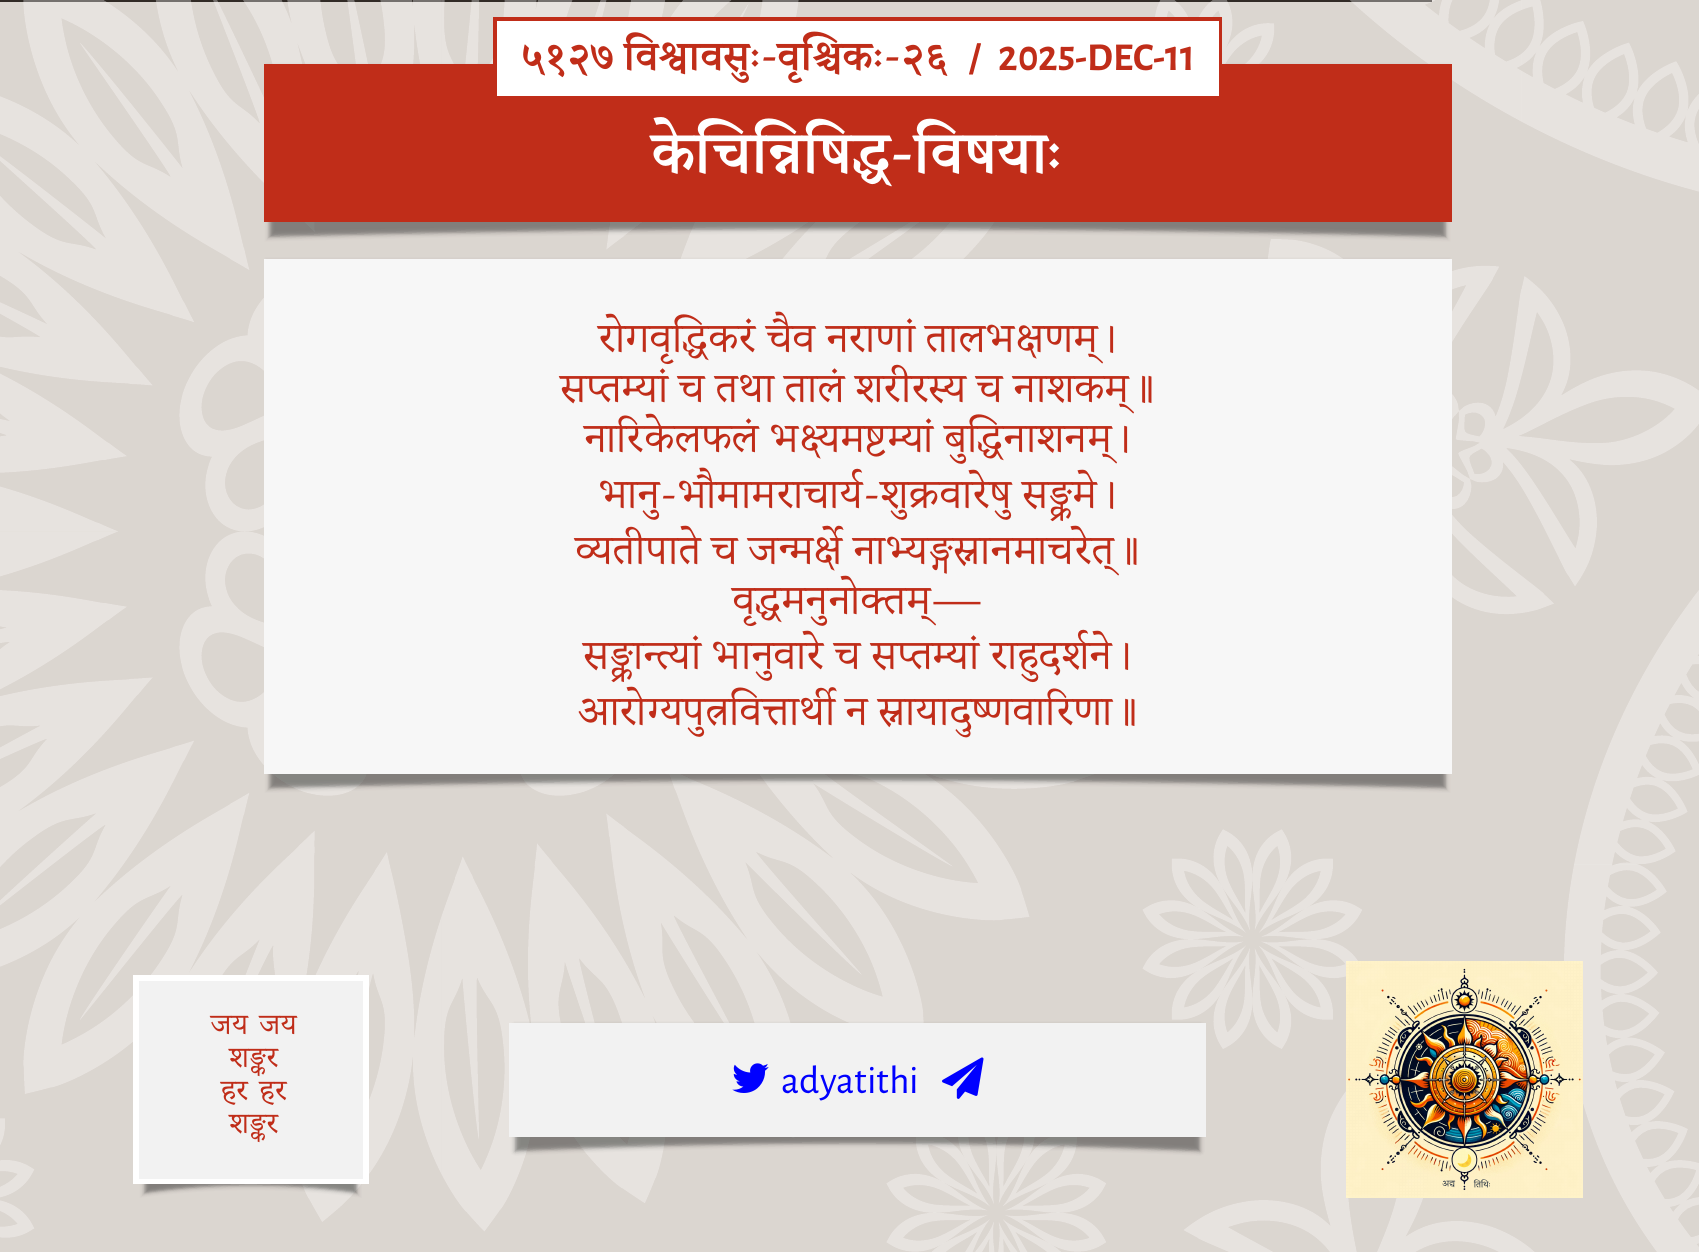 ५१२७ विश्वावसुः-वृश्चिकः-२६ / 2025-DEC-11
केचिन्निषिद्ध-विषयाः
रोगवृद्धिकरं चैव नराणां तालभक्षणम्।
सप्तम्यां च तथा तालं शरीरस्य च नाशकम्॥
नारिकेलफलं भक्ष्यमष्टम्यां बुद्धिनाशनम्।
भानु-भौमामराचार्य-शुक्रवारेषु सङ्क्रमे।
व्यतीपाते च जन्मर्क्षे नाभ्यङ्गस्नानमाचरेत्॥
वृद्धमनुनोक्तम्—
सङ्क्रान्त्यां भानुवारे च सप्तम्यां राहुदर्शने।
आरोग्यपुत्रवित्तार्थी न स्नायादुष्णवारिणा॥
जय जय
शङ्कर
हर हर
शङ्कर
adyatithi
अद्य तिथिः